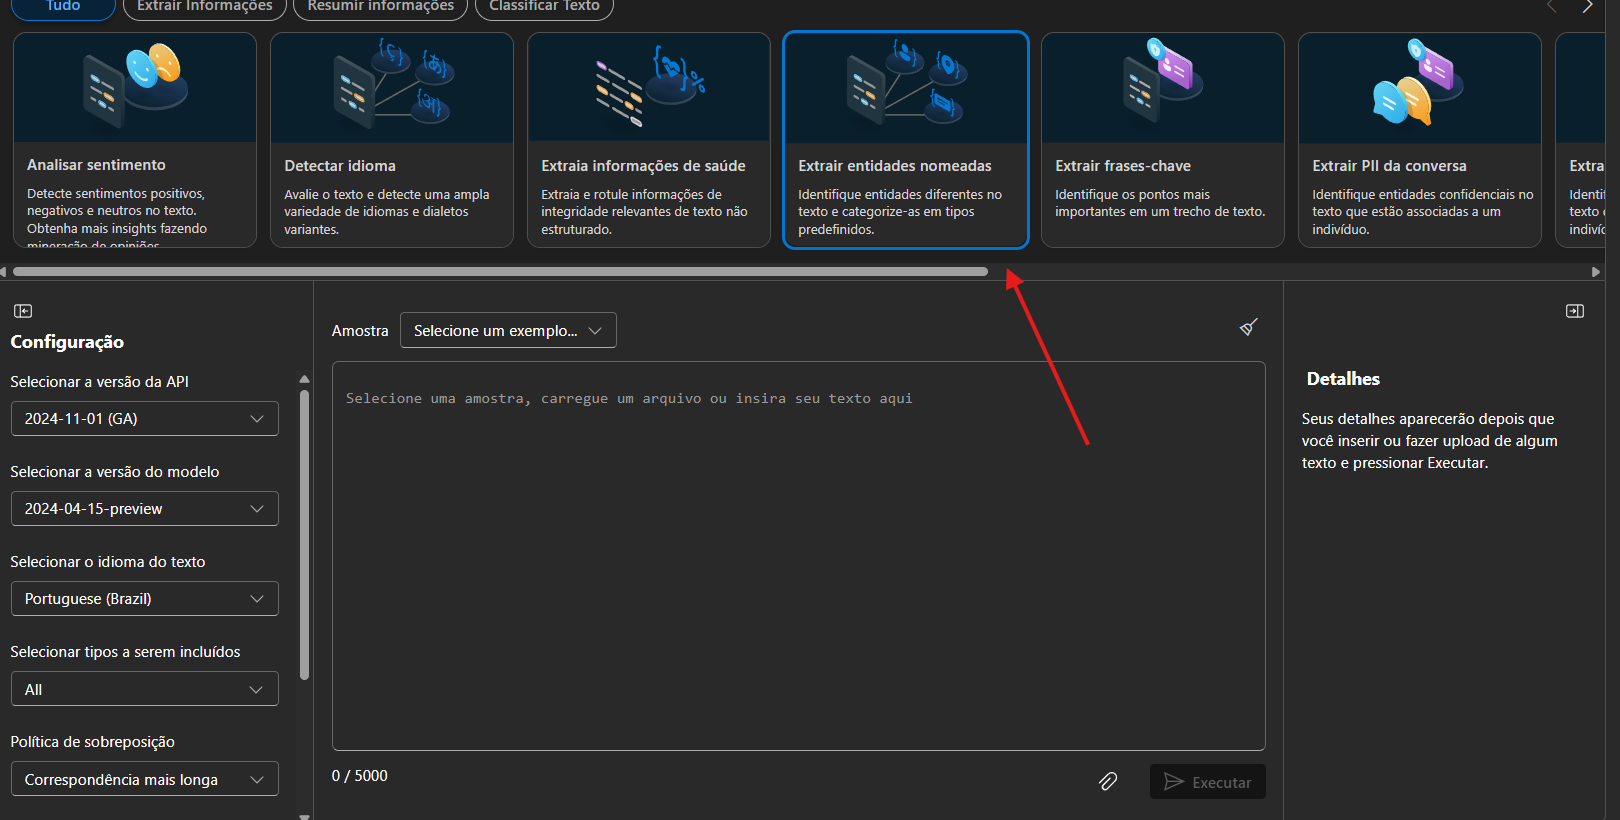 Tudo
Extrair Informações
Resumir informações
Classificar Texto
Analisar sentimento
Detecte sentimentos positivos,
negativos e neutros no texto.
Obtenha mais insights fazendo
mineração de opiniões.
Detectar idioma
Avalie o texto e detecte uma ampla
variedade de idiomas e dialetos
variantes.
Extraia informações de saúde
Extraia e rotule informações de
integridade relevantes de texto não
estruturado.
Extrair entidades nomeadas
Identifique entidades diferentes no
texto e categorize-as em tipos
predefinidos.
Extrair frases-chave
Identifique os pontos mais
importantes em um trecho de texto.
Extrair PII da conversa
Identifique entidades confidenciais no
texto que estão associadas a um
indivíduo.
Extra
Identif
texto
indivíc
Configuração
Selecionar a versão da API
2024-11-01 (GA)
Selecionar a versão do modelo
2024-04-15-preview
Selecionar o idioma do texto
Portuguese (Brazil)
Selecionar tipos a serem incluídos
All
Política de sobreposição
Correspondência mais longa
Amostra
Selecione um exemplo...
Selecione uma amostra, carregue um arquivo ou insira seu texto aqui
0 / 5000
Executar
Detalhes
Seus detalhes aparecerão depois que
você inserir ou fazer upload de algum
texto e pressionar Executar.